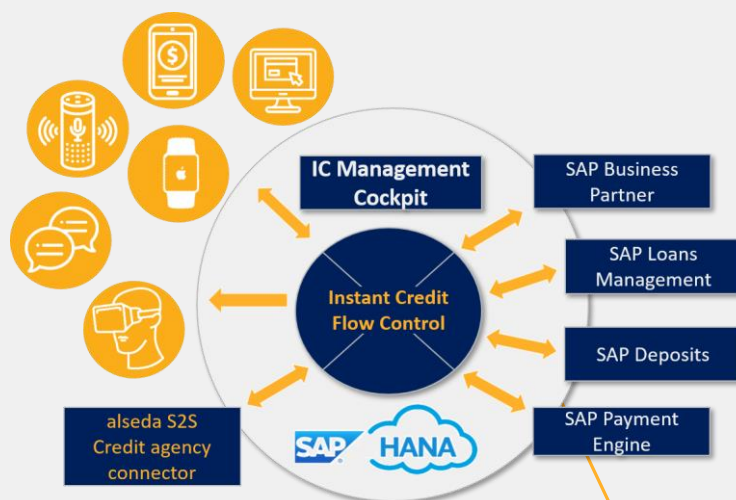 $
IC Management
Cockpit
SAP Business
Partner
SAP Loans
Management
Instant Credit
Flow Control
SAP Deposits
alseda S2S
Credit agency
connector
SAP
HANA
SAP Payment
Engine